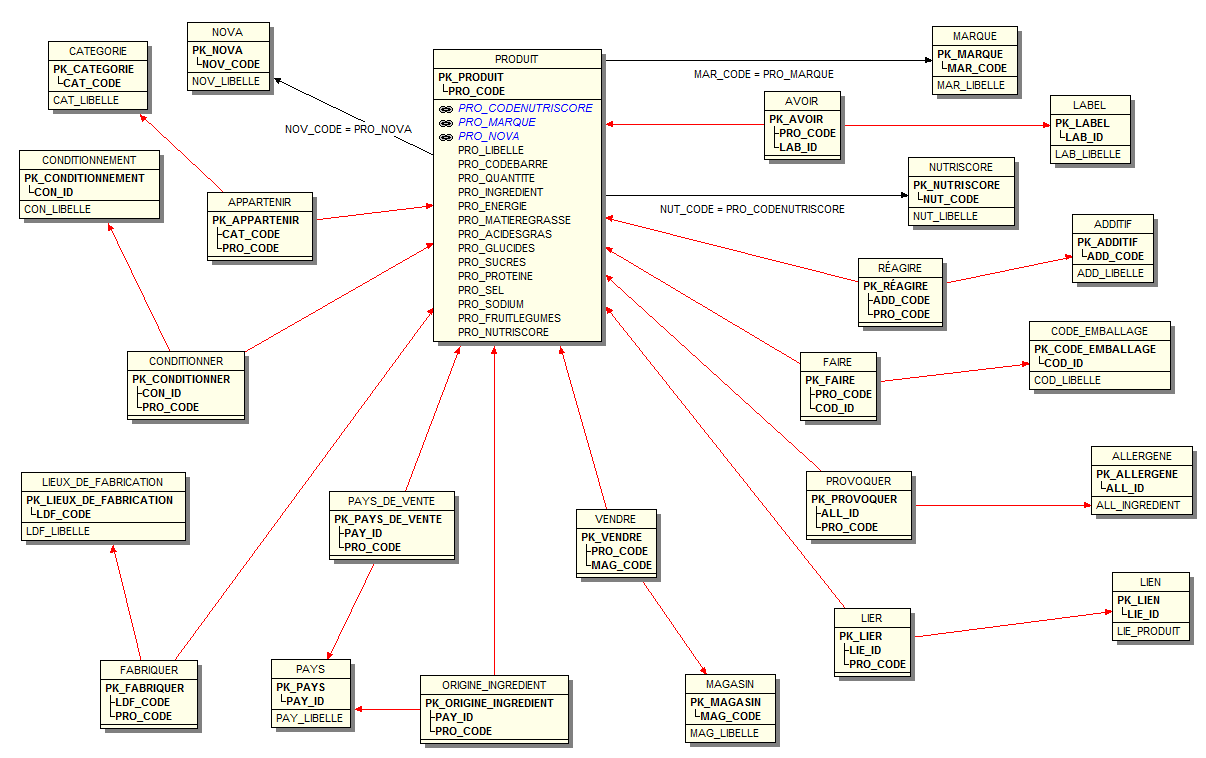 NOVA
PK_NOVA
NOV_CODE
NOV_LIBELLE
CATEGORIE
PK_CATEGORIE
CAT_CODE
CAT_LIBELLE
PRODUIT
PK_PRODUIT
PRO_CODE
PRO_CODENUTRISCORE
PRO_MARQUE
PRO_NOVA
PRO_LIBELLE
PRO_CODEBARRE
PRO_QUANTITE
PRO_INGREDIENT
PRO_ENERGIE
PRO_MATIEREGRASSE
PRO_ACIDESGRAS
PRO_GLUCIDES
PRO_SUCRES
PRO_PROTEINE
PRO_SEL
PRO_SODIUM
PRO_FRUITLEGUMES
PRO_NUTRISCORE
MARQUE
PK_MARQUE
MAR_CODE
MAR_LIBELLE
MAR_CODE = PRO_MARQUE
NOV_CODE = PRO_NOVA
AVOIR
PK_AVOIR
PRO_CODE
LAB_ID
LABEL
PK_LABEL
LAB_ID
LAB_LIBELLE
CONDITIONNEMENT
PK_CONDITIONNEMENT
CON_ID
CON_LIBELLE
APPARTENIR
PK_APPARTENIR
CAT_CODE
PRO_CODE
NUTRISCORE
PK_NUTRISCORE
NUT_CODE
NUT_LIBELLE
NUT_CODE = PRO_CODENUTRISCORE
ADDITIF
PK_ADDITIF
ADD_CODE
ADD_LIBELLE
RÉAGIRE
PK_RÉAGIRE
ADD_CODE
PRO_CODE
CONDITIONNER
PK_CONDITIONNER
CON_ID
PRO_CODE
FAIRE
PK_FAIRE
PRO_CODE
COD_ID
CODE_EMBALLAGE
PK_CODE_EMBALLAGE
COD_ID
COD_LIBELLE
LIEUX_DE_FABRICATION
PK_LIEUX_DE_FABRICATION
LDF_CODE
LDF_LIBELLE
PAYS_DE_VENTE
PK_PAYS_DE_VENTE
PAY_ID
PRO_CODE
VENDRE
PK_VENDRE
PRO_CODE
MAG_CODE
PROVOQUER
PK_PROVOQUER
ALL_ID
PRO_CODE
ALLERGENE
PK_ALLERGENE
ALL_ID
ALL_INGREDIENT
LIER
PK_LIER
LIE_ID
PRO_CODE
LIEN
PK_LIEN
LIE_ID
LIE_PRODUIT
FABRIQUER
PK_FABRIQUER
LDF_CODE
PRO_CODE
PAYS
PK_PAYS
PAY_ID
PAY_LIBELLE
ORIGINE_INGREDIENT
PK_ORIGINE_INGREDIENT
PAY_ID
PRO_CODE
MAGASIN
PK_MAGASIN
MAG_CODE
MAG_LIBELLE